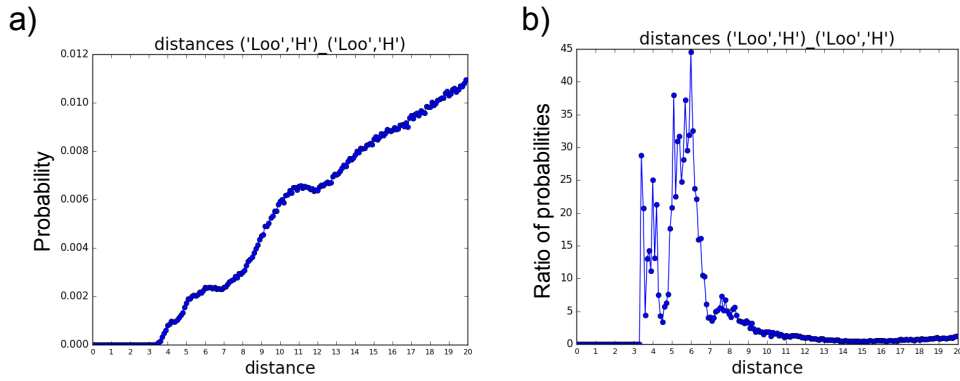 a)
distances ('Loo','H')_('Loo','H')
Probability
0.012
0.010
0.008
0.006
0.004
0.002
0.000
0 1 2 3 4 5 6 7 8 9 10 11 12 13 14 15 16 17 18 19 20
distance
b)
distances ('Loo','H')_('Loo','H')
Ratio of probabilities
45
40
35
30
25
20
15
10
5
0
0 1 2 3 4 5 6 7 8 9 10 11 12 13 14 15 16 17 18 19 20
distance